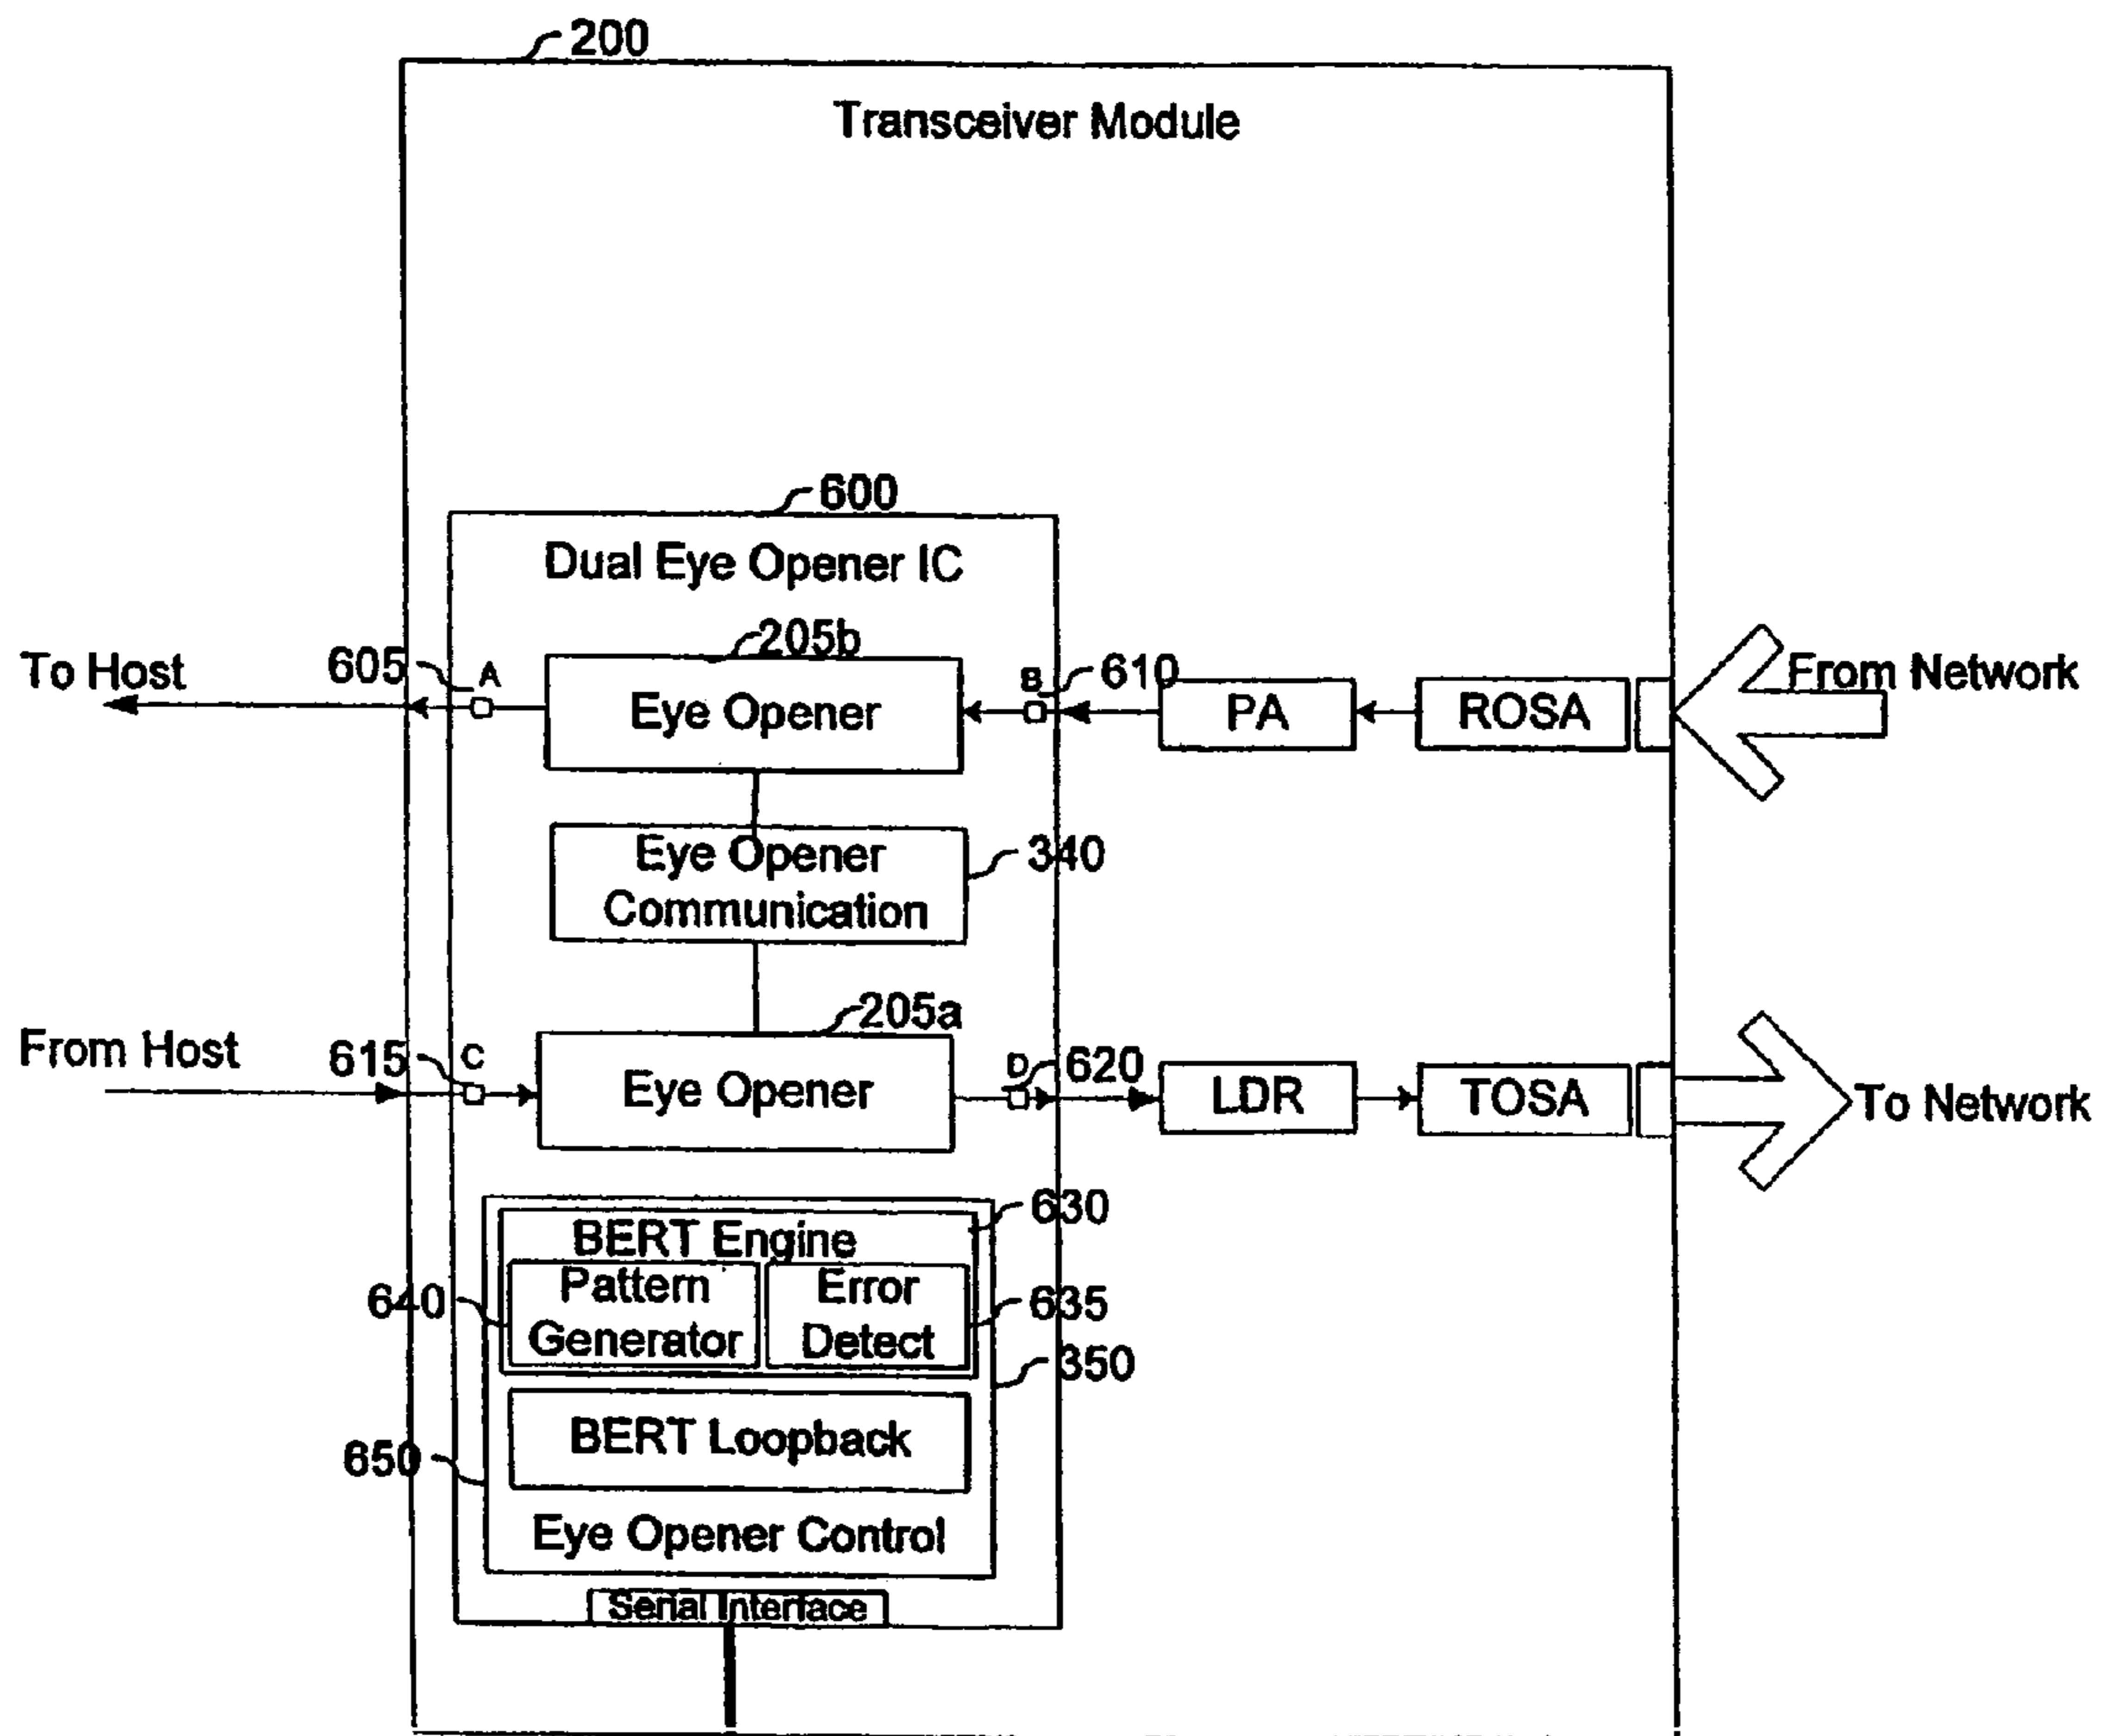 200
Transceiver Module
600
Dual Eye Opener IC
205b
To Host
605
A
Eye Opener
B
610
PA
ROSA
From Network
Eye Opener
Communication
340
205a
From Host
615
C
Eye Opener
D
620
LDR
TOSA
To Network
630
BERT Engine
640
Pattern
Generator
Error
Detect
635
350
BERT Loopback
650
Eye Opener Control
Serial Interface